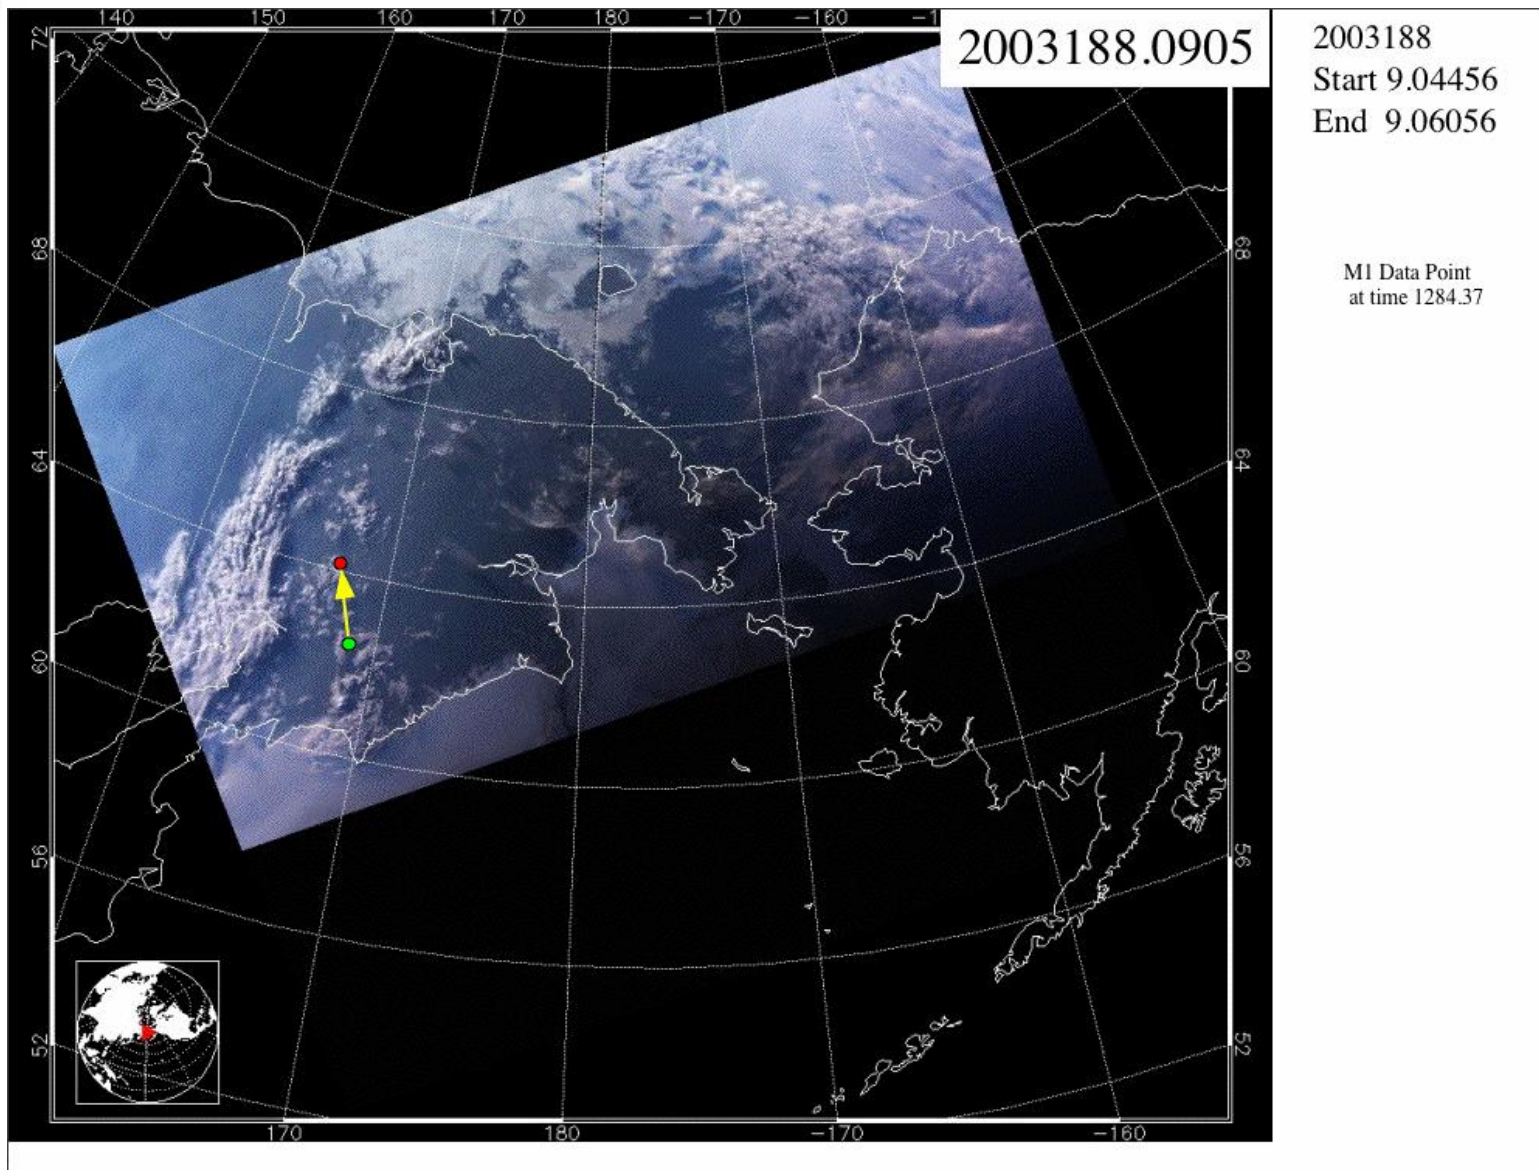 140 150 160 170 180 −170 −160 −1
2003188.0905
2003188
Start 9.04456
End 9.06056
M1 Data Point
at time 1284.37
72
68 68
64 64
60 60
56 56
52 52
170 180 −170 −160